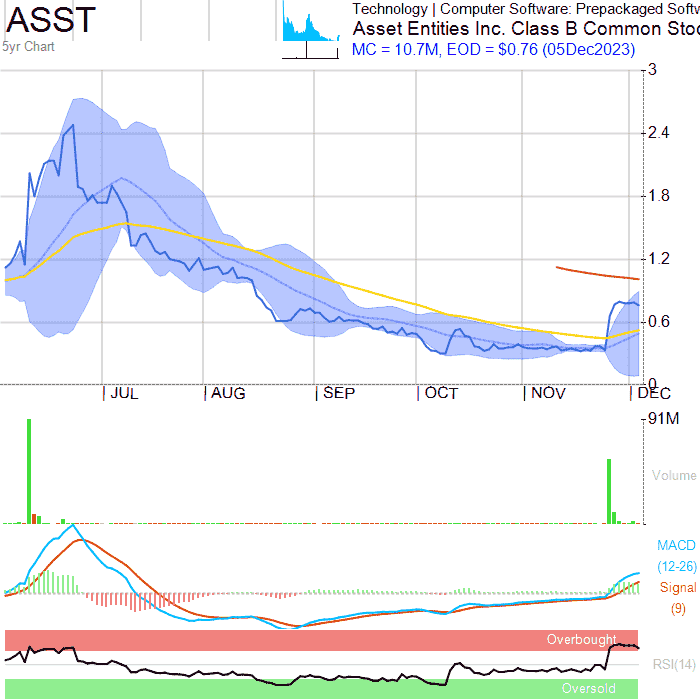 ASST
5yr Chart
Technology | Computer Software: Prepackaged Softw
Asset Entities Inc. Class B Common Stoc
MC = 10.7M, EOD = $0.76 (05Dec2023)
3
2.4
1.8
1.2
0.6
0
JUL AUG SEP OCT NOV DEC
91M
Volume
MACD
(12-26)
Signal
(9)
Overbought
RSI(14)
Oversold